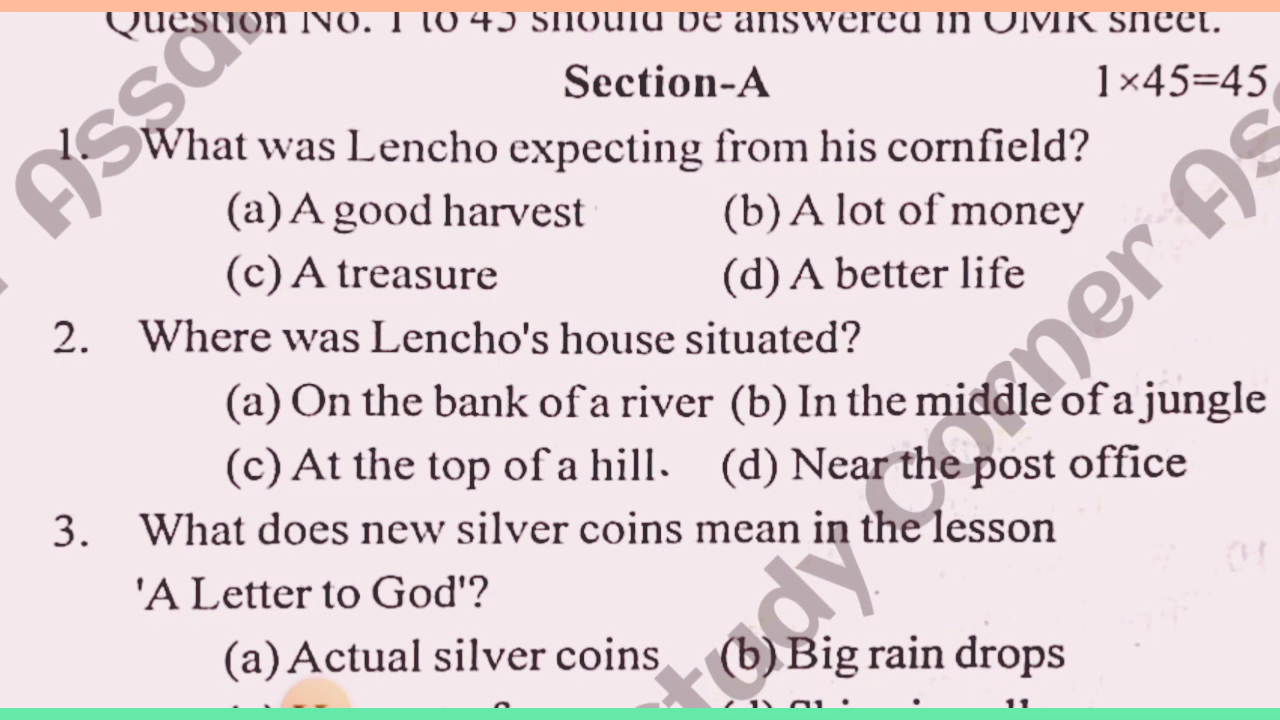 Question No. 1 to 45 should be answered in OMR sheet.
Section-A 1×45=45
1. What was Lencho expecting from his cornfield?
(a) A good harvest (b) A lot of money
(c) A treasure (d) A better life
2. Where was Lencho's house situated?
(a) On the bank of a river (b) In the middle of a jungle
(c) At the top of a hill. (d) Near the post office
3. What does new silver coins mean in the lesson
'A Letter to God'?
(a) Actual silver coins (b) Big rain drops
Study Corner